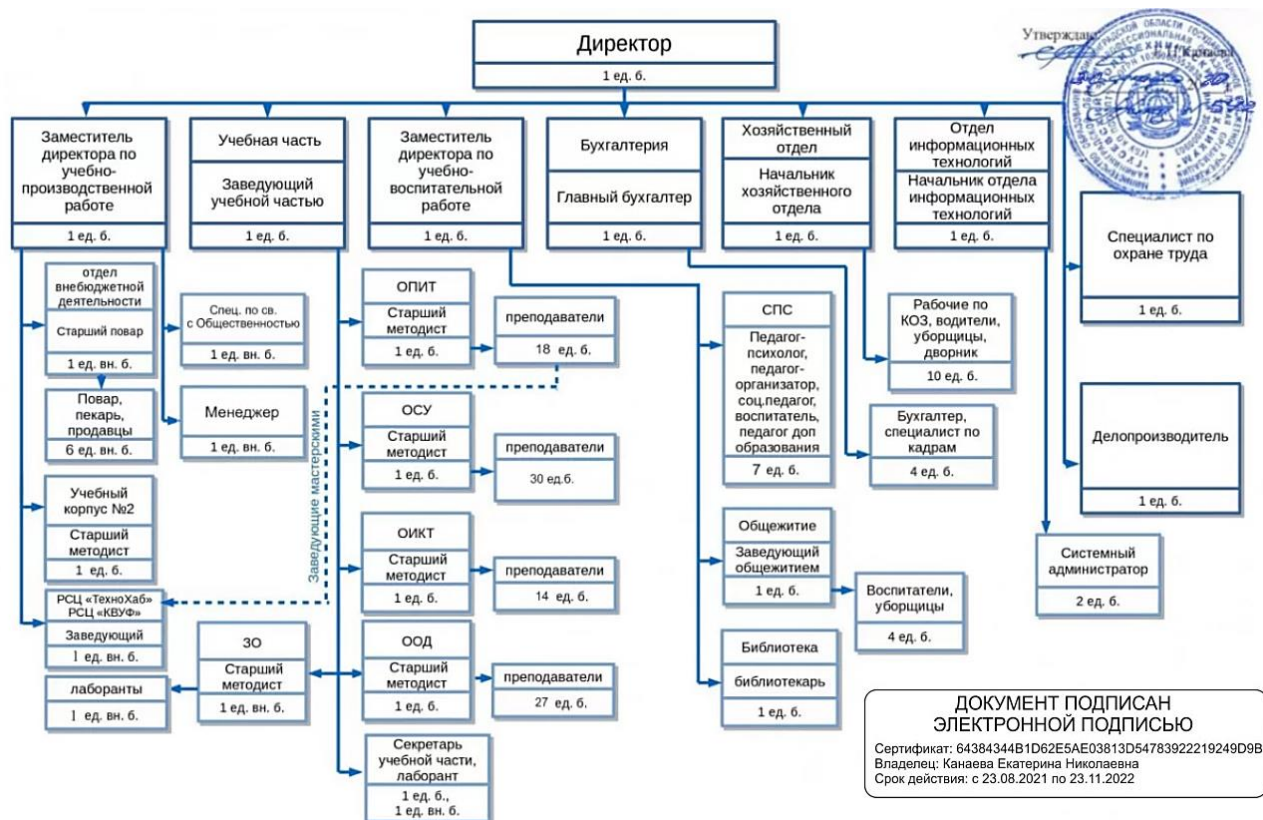 Утверждаю
Директор
1 ед. б.
Заместитель
директора по
учебно-
производственной
работе
1 ед. б.
Учебная часть
Заведующий
учебной частью
1 ед. б.
Заместитель
директора по
учебно-
воспитательной
работе
1 ед. б.
Бухгалтерия
Главный бухгалтер
1 ед. б.
Хозяйственный
отдел
Начальник
хозяйственного
отдела
1 ед. б.
Отдел
информационных
технологий
Начальник отдела
информационных
технологий
1 ед. б.
Специалист по
охране труда
1 ед. б.
Делопроизводитель
1 ед. б.
отдел
внебюджетной
деятельности
Старший повар
1 ед. вн. б.
Повар,
пекарь,
продавцы
6 ед. вн. б.
Спец. по св.
с Общественностью
1 ед. вн. б.
Менеджер
1 ед. вн. б.
Учебный
корпус №2
Старший
методист
1 ед. б.
РСЦ «ТехноХаб»
РСЦ «КВУФ»
Заведующий
1 ед. вн. б.
лаборанты
1 ед. вн. б.
ЗО
Старший
методист
1 ед. вн. б.
Заведующие мастерскими
ОПИТ
Старший
методист
1 ед. б.
преподаватели
18 ед. б.
ОСУ
Старший
методист
1 ед. б.
преподаватели
30 ед.б.
ОИКТ
Старший
методист
1 ед. б.
преподаватели
14 ед. б.
ООД
Старший
методист
1 ед. б.
преподаватели
27 ед. б.
Секретарь
учебной части,
лаборант
1 ед. б.,
1 ед. вн. б.
СПС
Педагог-
психолог,
педагог-
организатор,
соц.педагог,
воспитатель,
педагог доп
образования
7 ед. б.
Общежитие
Заведующий
общежитием
1 ед. б.
Воспитатели,
уборщицы
4 ед. б.
Библиотека
библиотекарь
1 ед. б.
Рабочие по
КОЗ, водители,
уборщицы,
дворник
10 ед. б.
Бухгалтер,
специалист по
кадрам
4 ед. б.
Системный
администратор
2 ед. б.
ДОКУМЕНТ ПОДПИСАН
ЭЛЕКТРОННОЙ ПОДПИСЬЮ
Сертификат: 64384344B1D62E5AE03813D54783922219249D9B
Владелец: Канаева Екатерина Николаевна
Срок действия: с 23.08.2021 по 23.11.2022